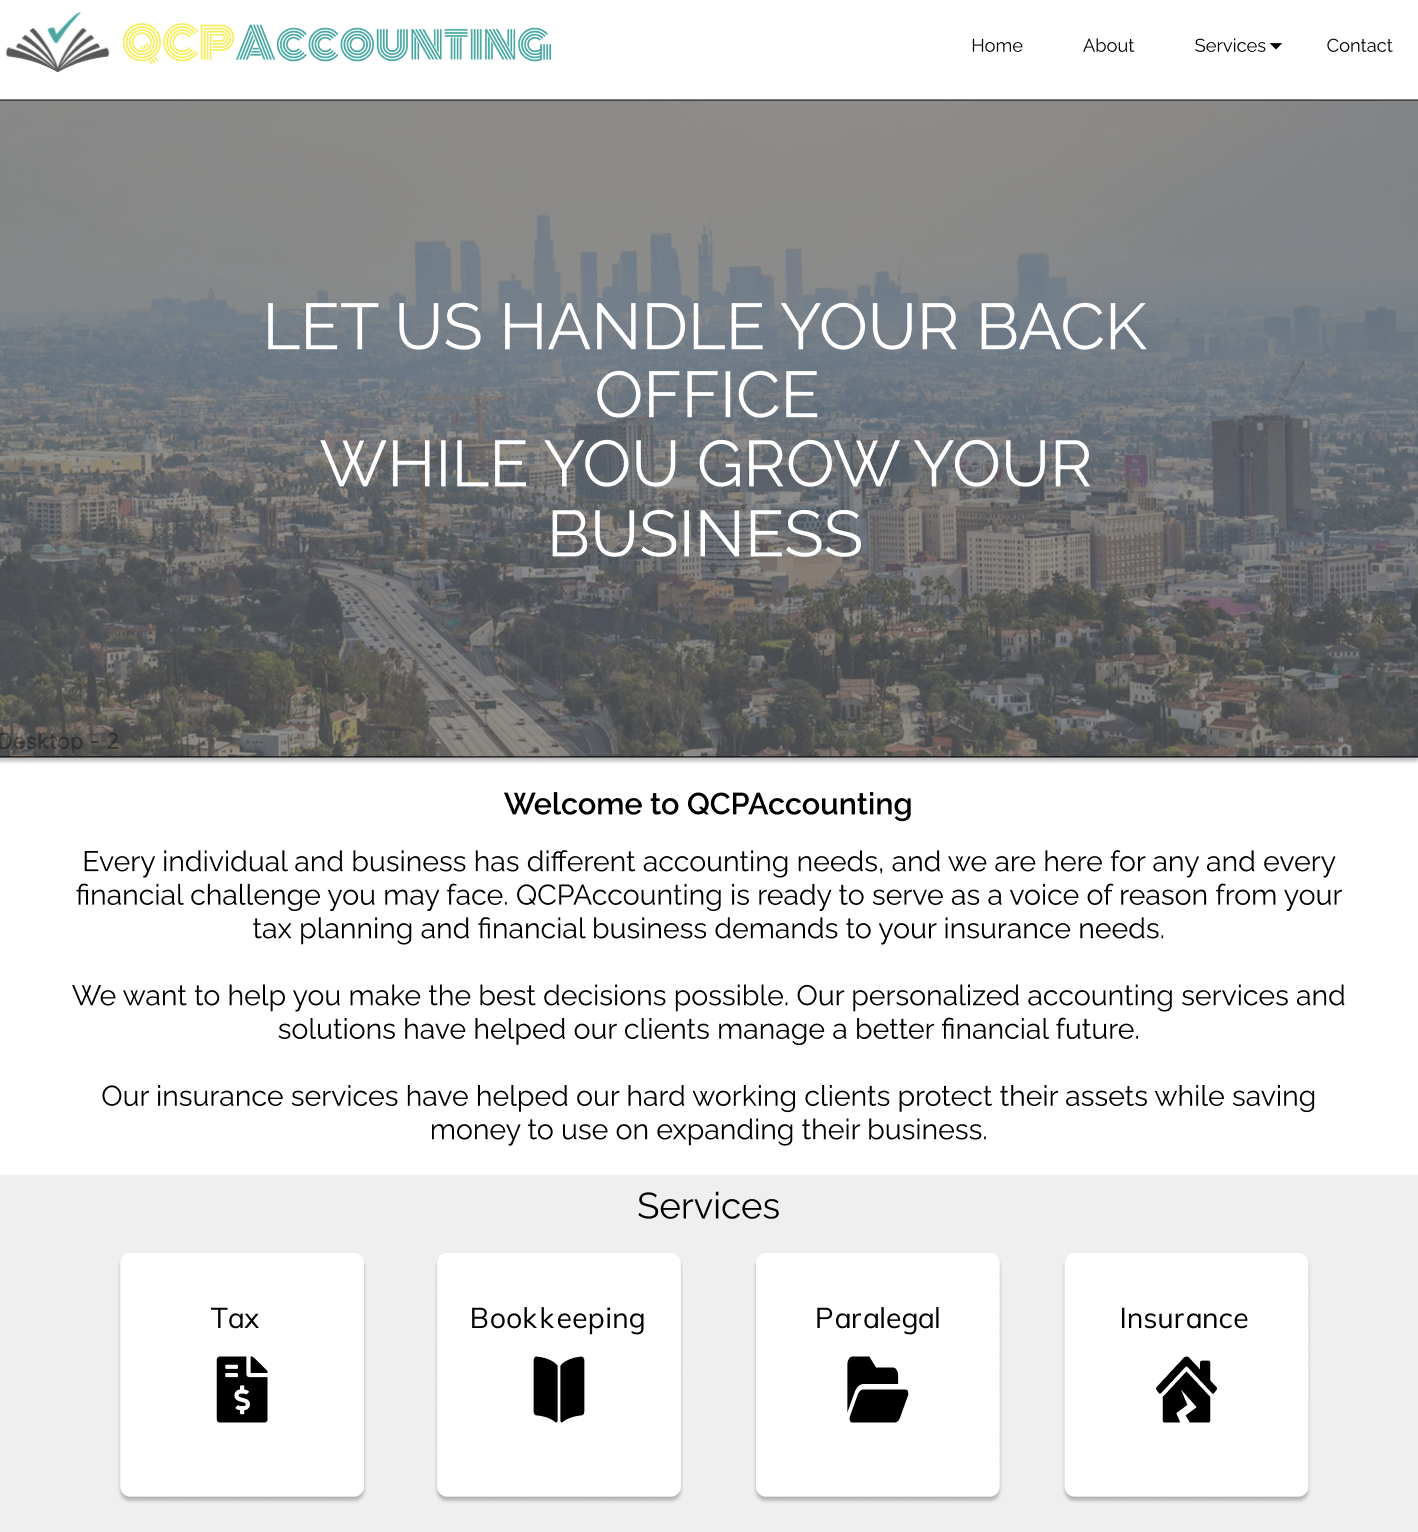 QCPACCOUNTING
Home About Services Contact
LET US HANDLE YOUR BACK
OFFICE
WHILE YOU GROW YOUR
BUSINESS
Desktop - 2
Welcome to QCPAccounting
Every individual and business has different accounting needs, and we are here for any and every
financial challenge you may face. QCPAccounting is ready to serve as a voice of reason from your
tax planning and financial business demands to your insurance needs.
We want to help you make the best decisions possible. Our personalized accounting services and
solutions have helped our clients manage a better financial future.
Our insurance services have helped our hard working clients protect their assets while saving
money to use on expanding their business.
Services
Tax
$
Bookkeeping
Paralegal
Insurance